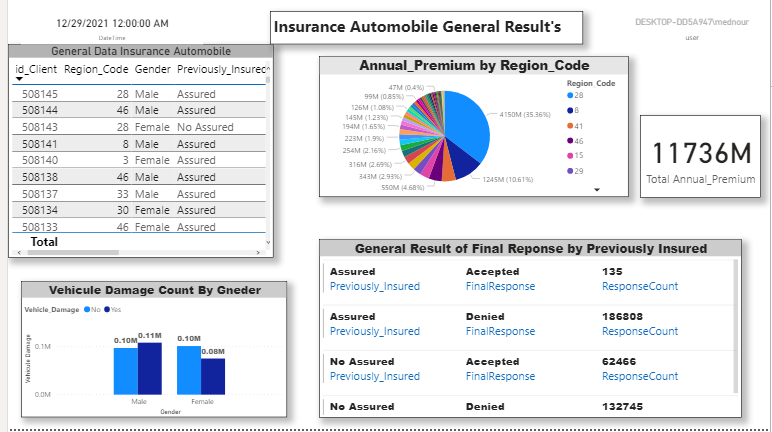 12/29/2021 12:00:00 AM
DateTime
Insurance Automobile General Result's
DESKTOP-DD5A947\mednour
user
General Data Insurance Automobile
id_Client Region_Code Gender Previously_Insured
508145 28 Male Assured
508144 46 Male Assured
508143 28 Female No Assured
508141 8 Male Assured
508140 3 Female Assured
508138 46 Male Assured
508137 33 Male Assured
508134 30 Female Assured
508133 46 Female Assured
Total
Annual_Premium by Region_Code
47M (0.4%)
99M (0.85%)
126M (1.08%)
145M (1.23%)
194M (1.65%)
223M (1.9%)
254M (2.16%)
316M (2.69%)
343M (2.93%)
550M (4.68%)
1245M (10.61%)
4150M (35.36%)
Region_Code
28
8
41
46
15
29
11736M
Total Annual_Premium
Vehicule Damage Count By Gneder
Vehicle_Damage No Yes
Vehicule Damage
0.1M
0.0M
0.10M 0.11M 0.10M 0.08M
Male Female
Gender
General Result of Final Reponse by Previously Insured
Assured Accepted 135
Previously_Insured FinalResponse ResponseCount
Assured Denied 186808
Previously_Insured FinalResponse ResponseCount
No Assured Accepted 62466
Previously_Insured FinalResponse ResponseCount
No Assured Denied 132745